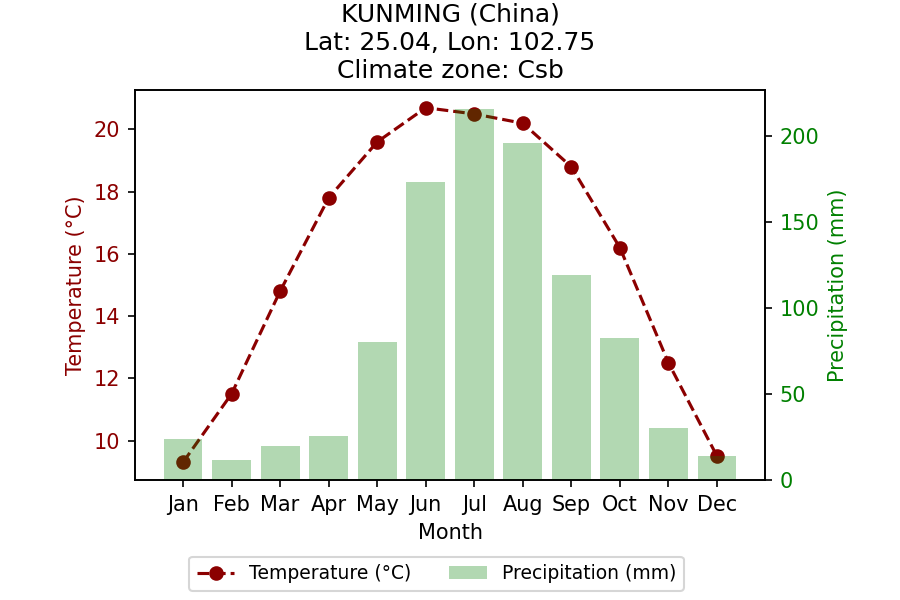 KUNMING (China)
Lat: 25.04, Lon: 102.75
Climate zone: Csb
20
18
16
14
12
10
Temperature (°C)
200
150
100
50
0
Precipitation (mm)
Jan Feb Mar Apr May Jun Jul Aug Sep Oct Nov Dec
Month
Temperature (°C) Precipitation (mm)